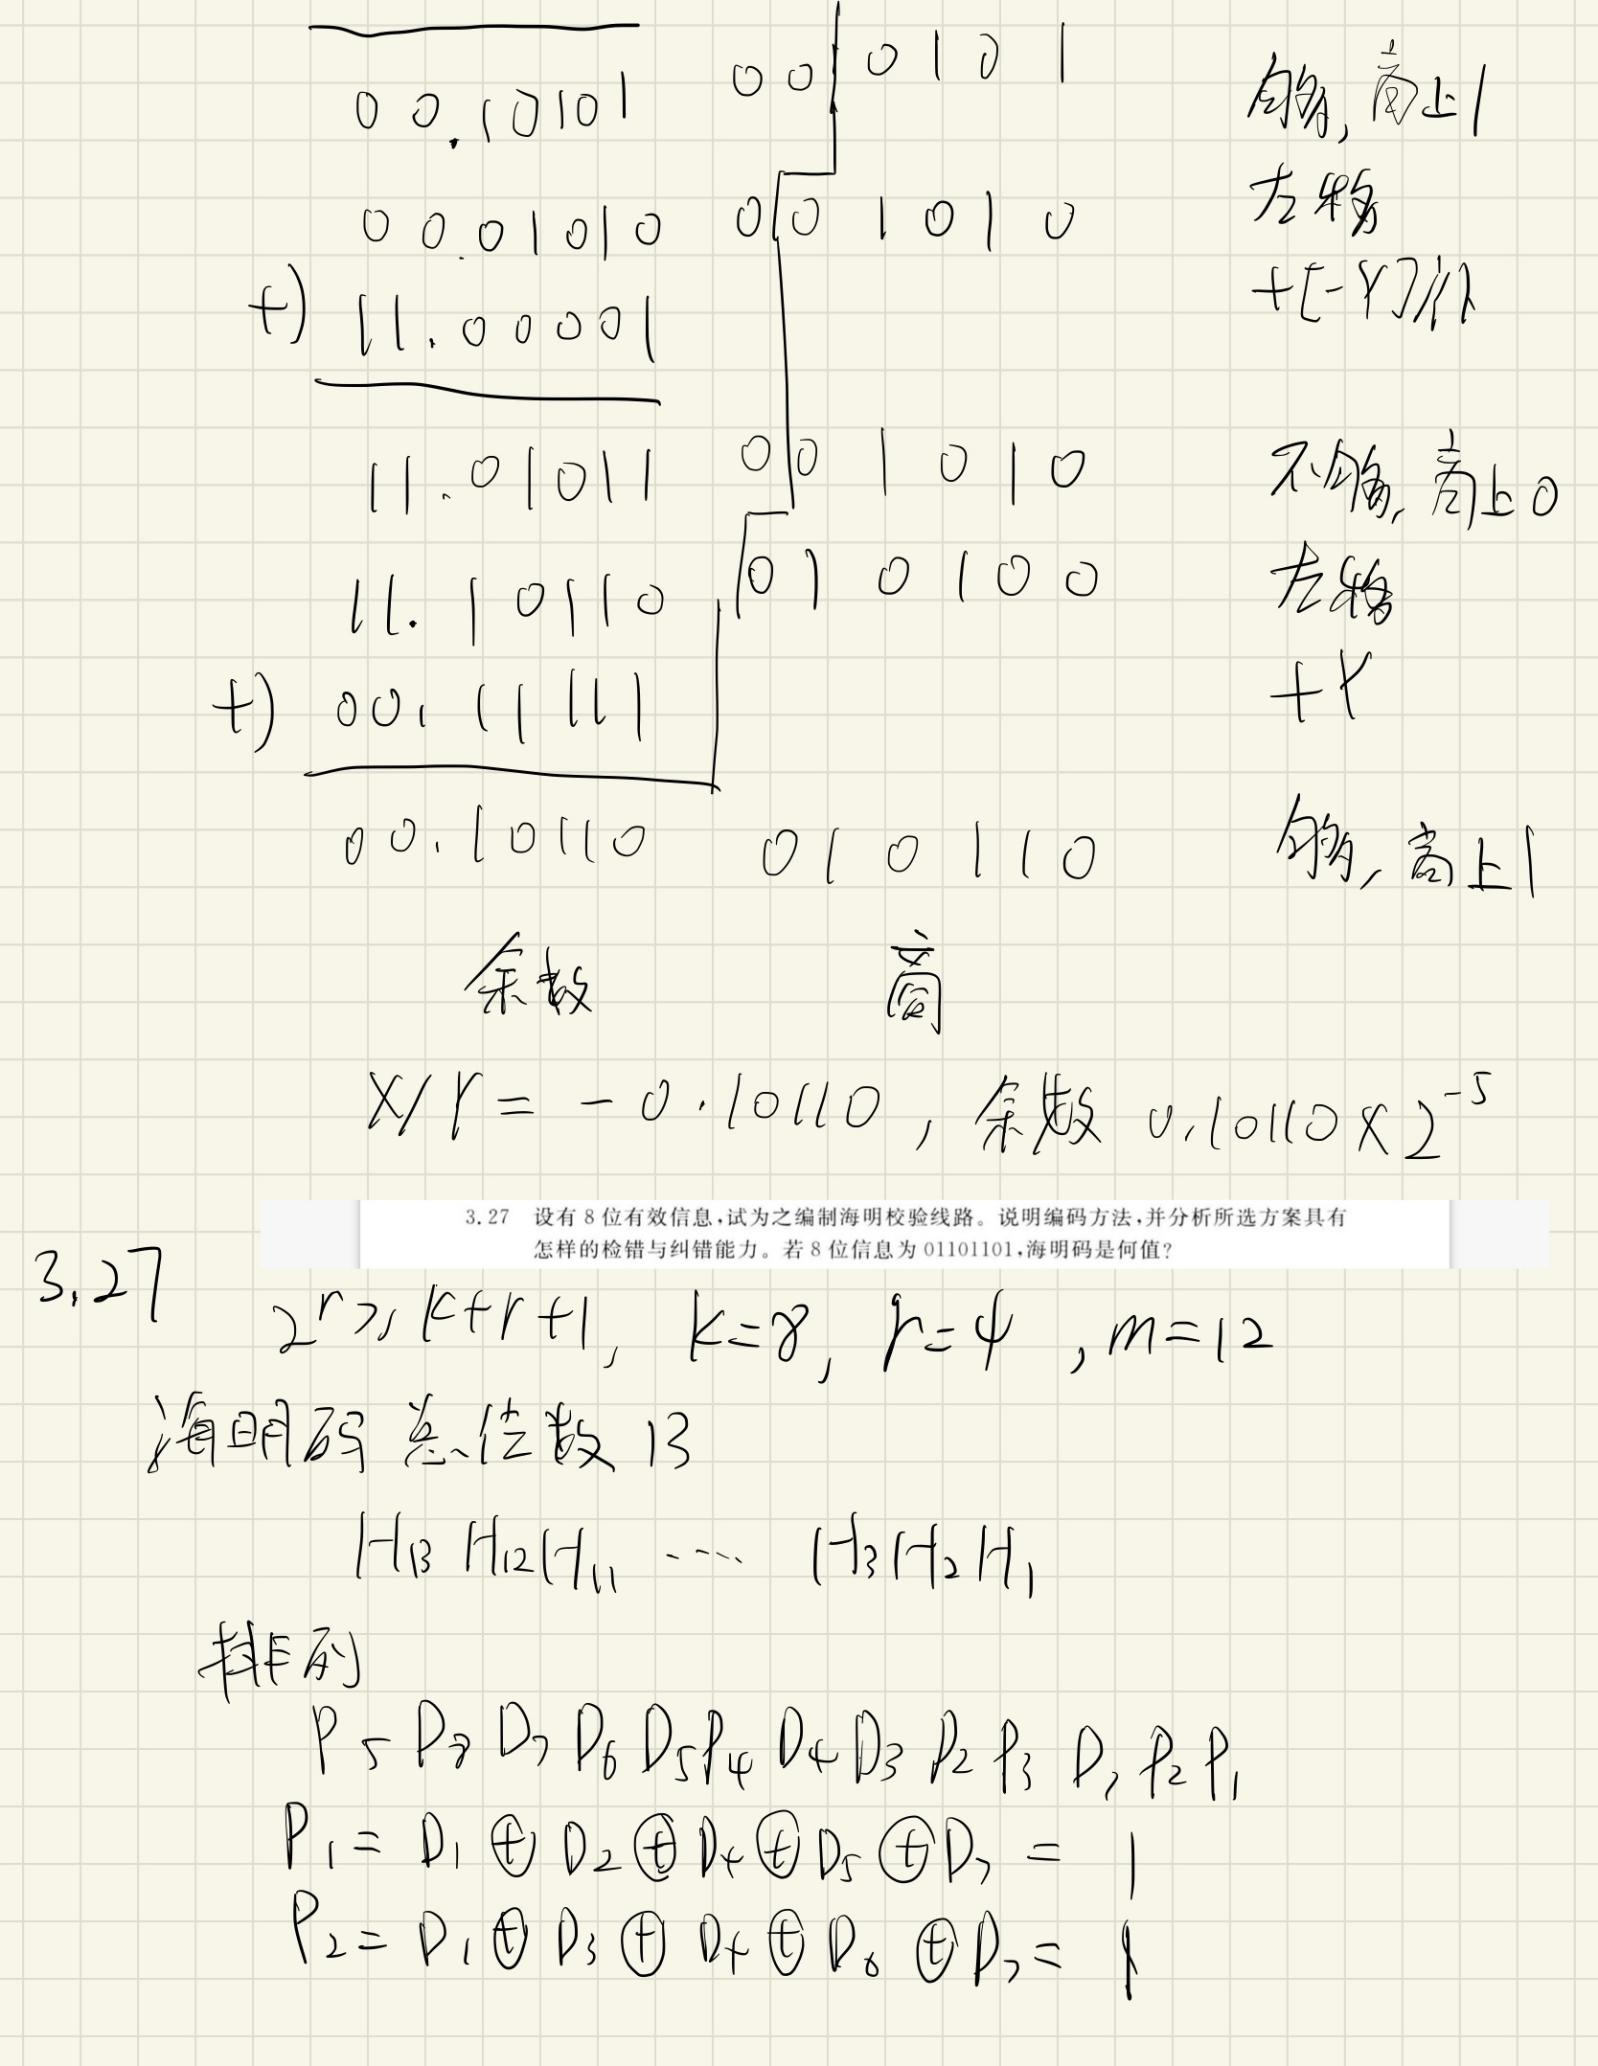 00.10101 00 0101 够,商上1
00.01010 0 01010 左移
+) 11.00001 +[-Y]补
11.01011 0 01010 不够,商上0
11.10110 010100 左移
+) 00.11111 +Y
00.10110 010110 够,商上1
余数 商
X/Y = -0.10110, 余数 0.10110×2^-5
3.27 设有 8 位有效信息,试为之编制海明校验线路。说明编码方法,并分析所选方案具有
怎样的检错与纠错能力。若 8 位信息为 01101101,海明码是何值?
3.27
2^r ≥ k+r+1, k=8, r=4, m=12
海明码总位数 13
H13 H12 H11 ···· H3 H2 H1
排列
P5 D8 D7 D6 D5 P4 D4 D3 D2 P3 D1 P2 P1
P1 = D1 ⊕ D2 ⊕ D4 ⊕ D5 ⊕ D7 = 1
P2 = D1 ⊕ D3 ⊕ D4 ⊕ D6 ⊕ D7 = 1